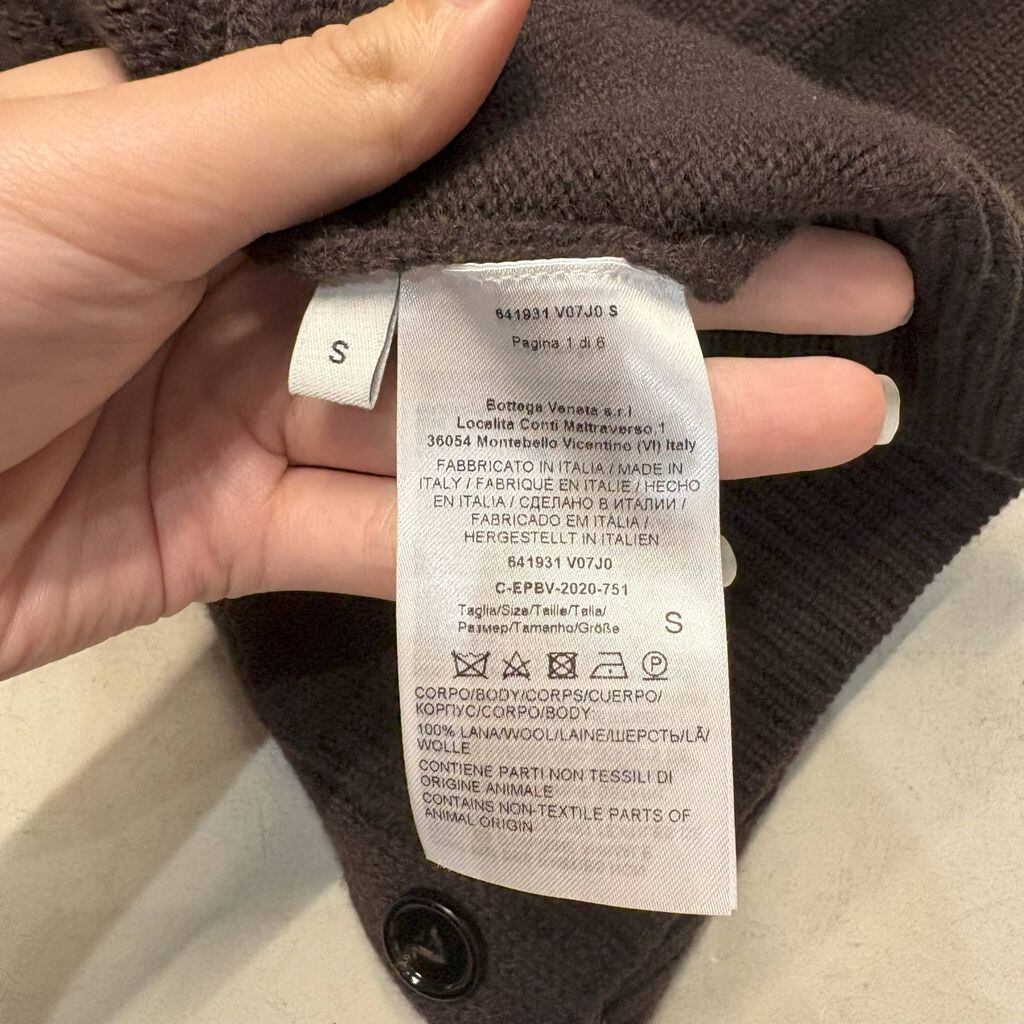 S
641931 V07J0 S
Pagina 1 di 6
Bottega Veneta s.r.l
Localita Conti Maltraverso,1
36054 Montebello Vicentino (VI) Italy
FABBRICATO IN ITALIA / MADE IN
ITALY / FABRIQUÉ EN ITALIE / HECHO
EN ITALIA / СДЕЛАНО В ИТАЛИИ /
FABRICADO EM ITALIA /
HERGESTELLT IN ITALIEN
641931 V07J0
C-EPBV-2020-751
Taglia/Size/Taille/Talla/
Размер/Tamanho/Größe S
P
CORPO/BODY/CORPS/CUERPO/
КОРПУС/CORPO/BODY:
100% LANA/WOOL/LAINE/ШЕРСТЬ/LÃ/
WOLLE
CONTIENE PARTI NON TESSILI DI
ORIGINE ANIMALE
CONTAINS NON-TEXTILE PARTS OF
ANIMAL ORIGIN